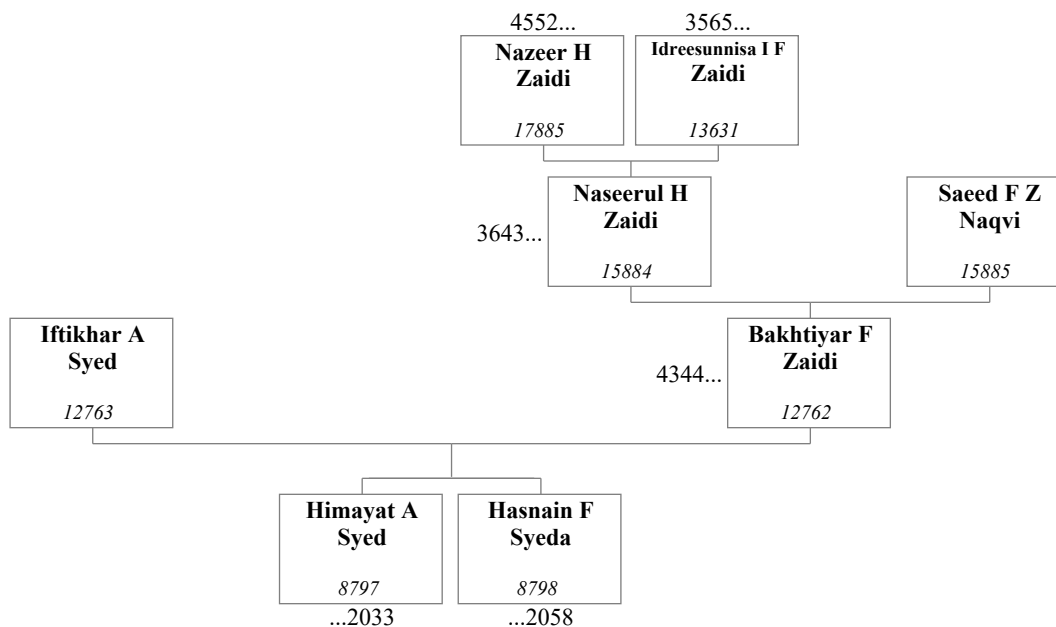 4552...
3565...
Nazeer H
Zaidi
17885
Idreesunnisa I F
Zaidi
13631
3643...
Naseerul H
Zaidi
15884
Saeed F Z
Naqvi
15885
Iftikhar A
Syed
12763
4344...
Bakhtiyar F
Zaidi
12762
Himayat A
Syed
8797
Hasnain F
Syeda
8798
...2033
...2058